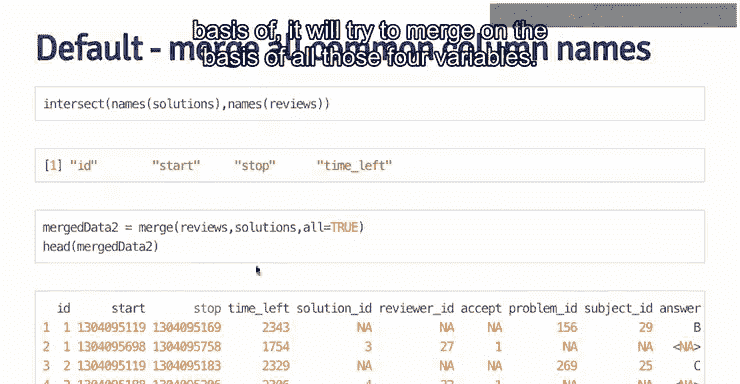 basis of, it will try to merge on the
Default - merge all common column names
basis of all those four variables.
intersect(names(solutions),names(reviews))
[1] "id" "start" "stop" "time_left"
mergedData2 = merge(reviews,solutions,all=TRUE)
head(mergedData2)
id start stop time_left solution_id reviewer_id accept problem_id subject_id answer
1 1 1304095119 1304095169 2343 NA NA NA 156 29 B
2 1 1304095698 1304095758 1754 3 27 1 NA NA <NA>
3 2 1304095119 1304095183 2329 NA NA NA 269 25 C